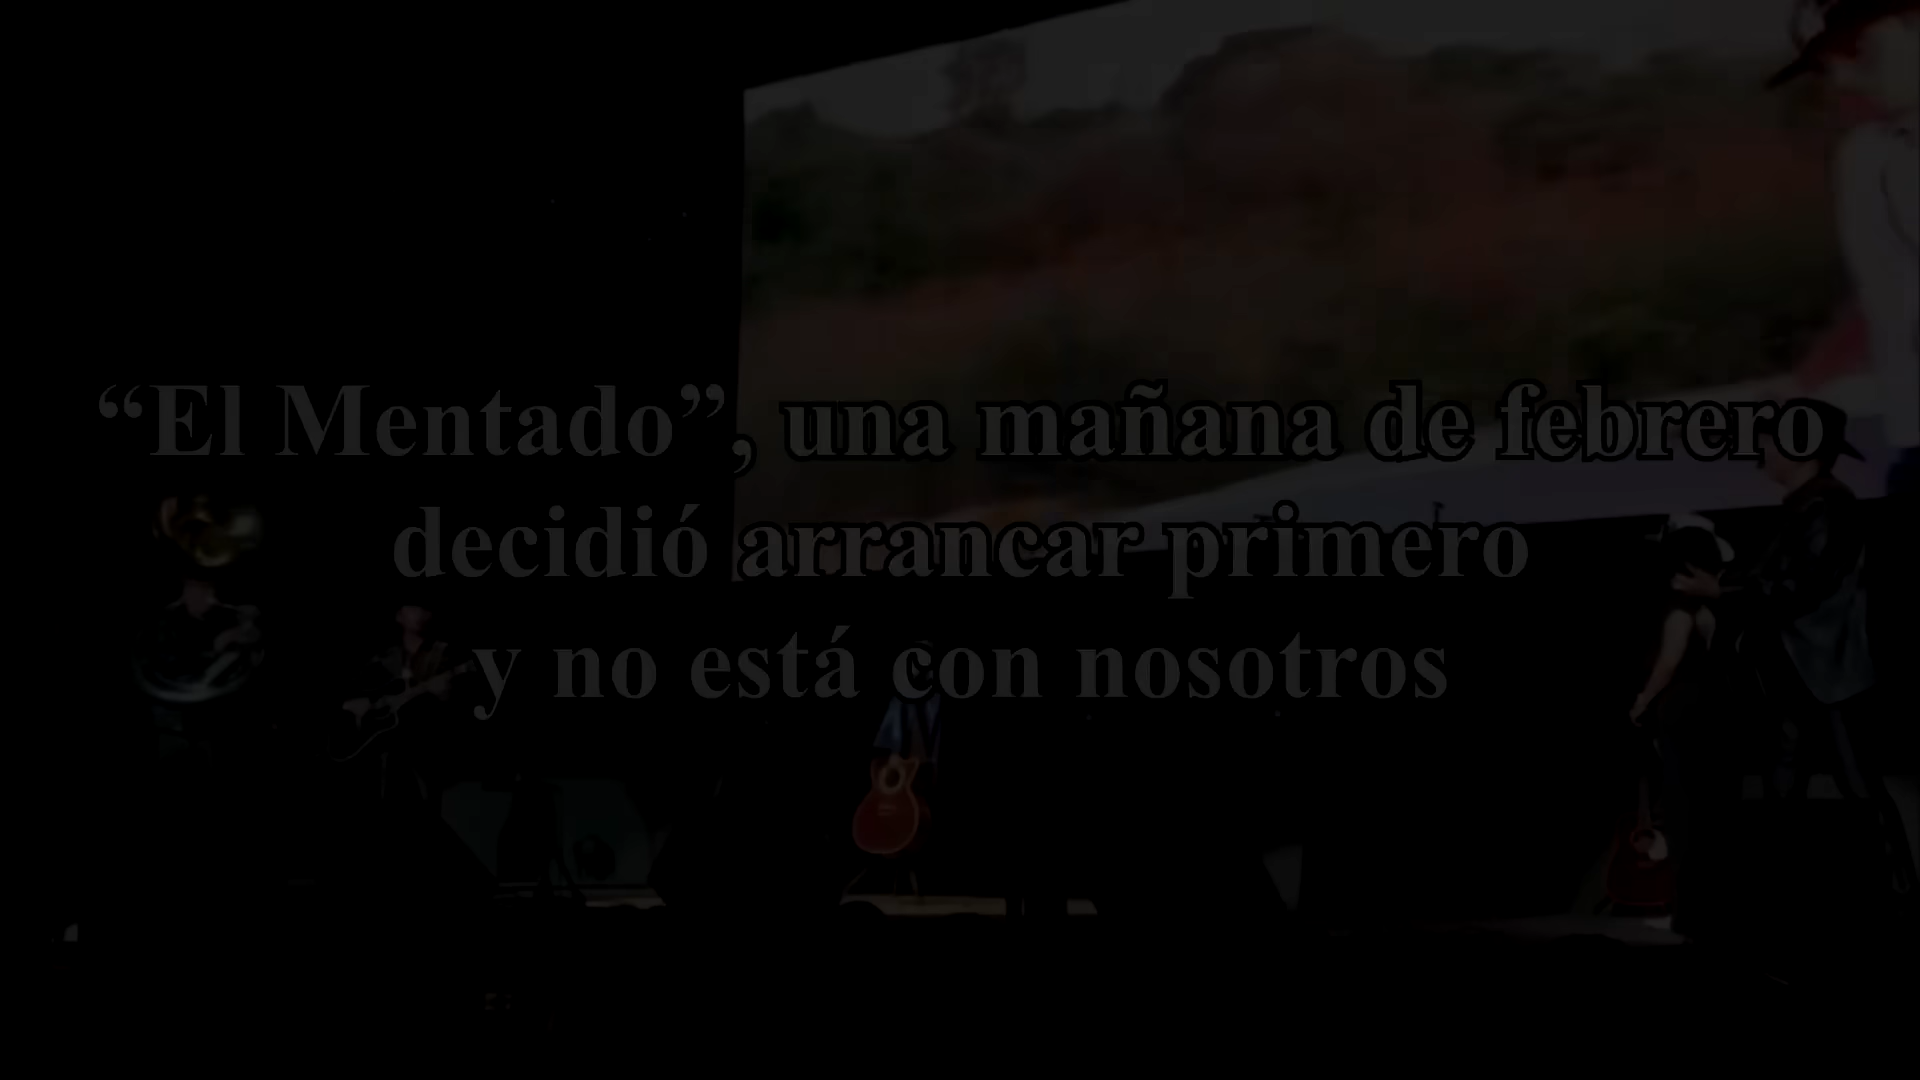 “El Mentado”, una mañana de febrero
decidió arrancar primero
y no está con nosotros